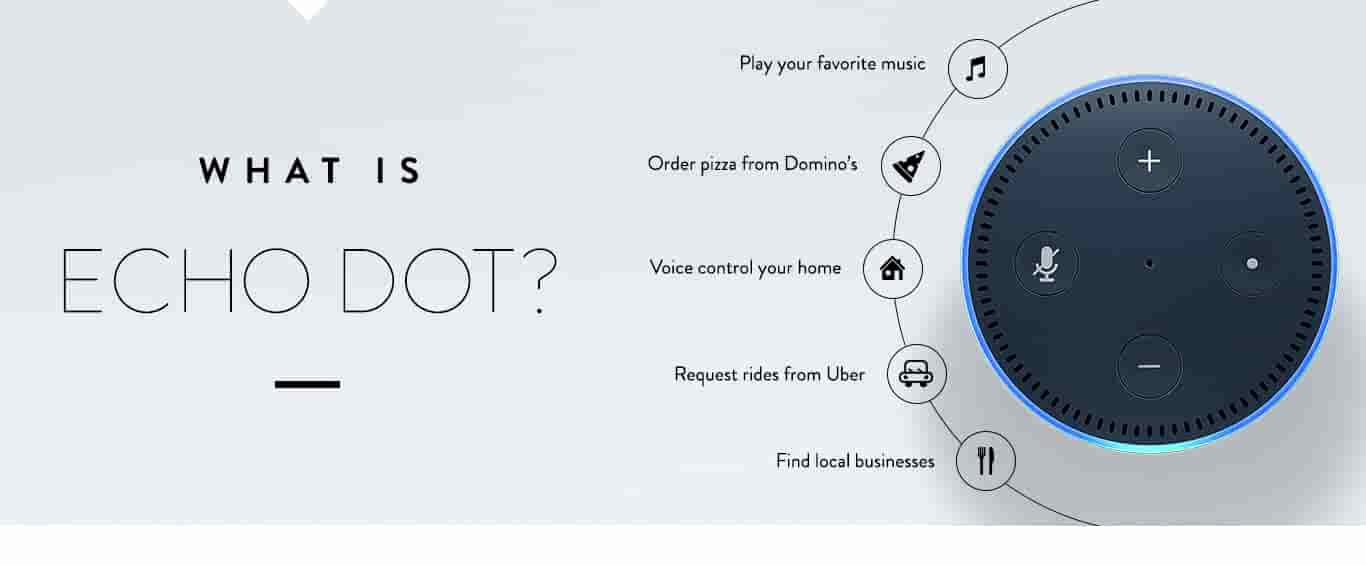 WHAT IS
ECHO DOT?
Play your favorite music
Order pizza from Domino's
Voice control your home
Request rides from Uber
Find local businesses